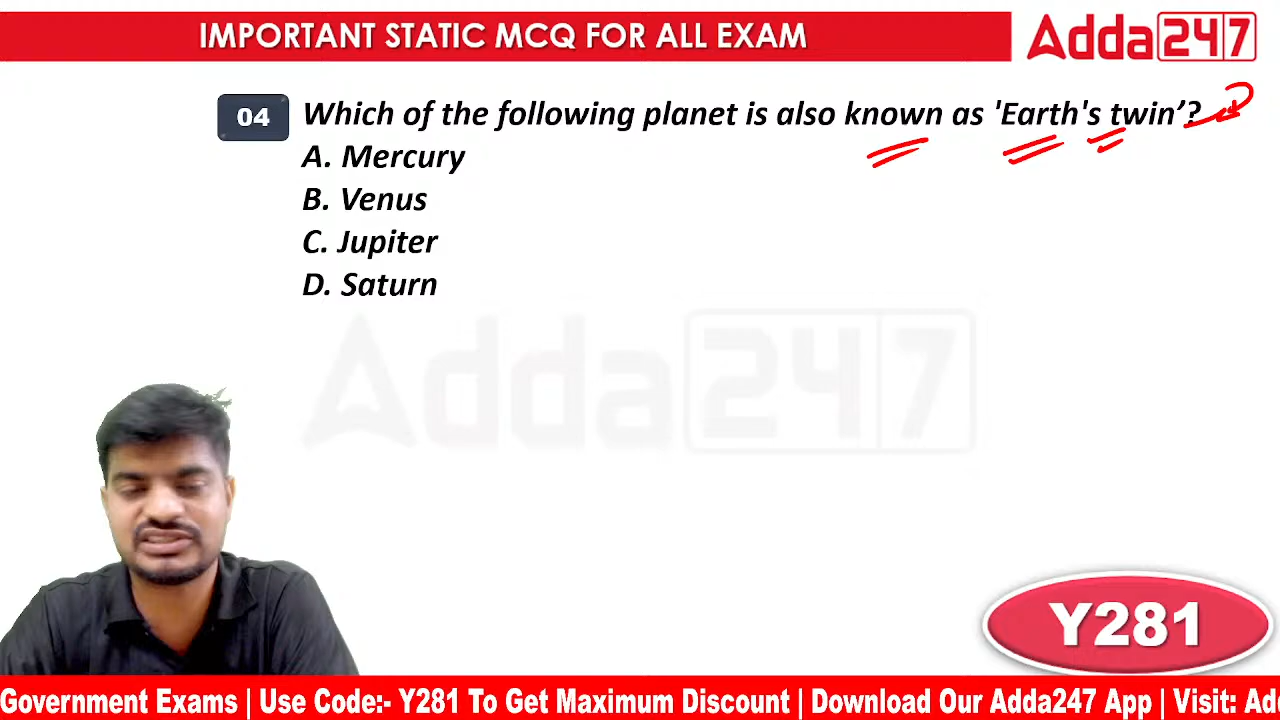 IMPORTANT STATIC MCQ FOR ALL EXAM
Adda247
04 Which of the following planet is also known as 'Earth's twin’?
A. Mercury
B. Venus
C. Jupiter
D. Saturn
Adda247
Y281
Government Exams | Use Code:- Y281 To Get Maximum Discount | Download Our Adda247 App | Visit: Ad